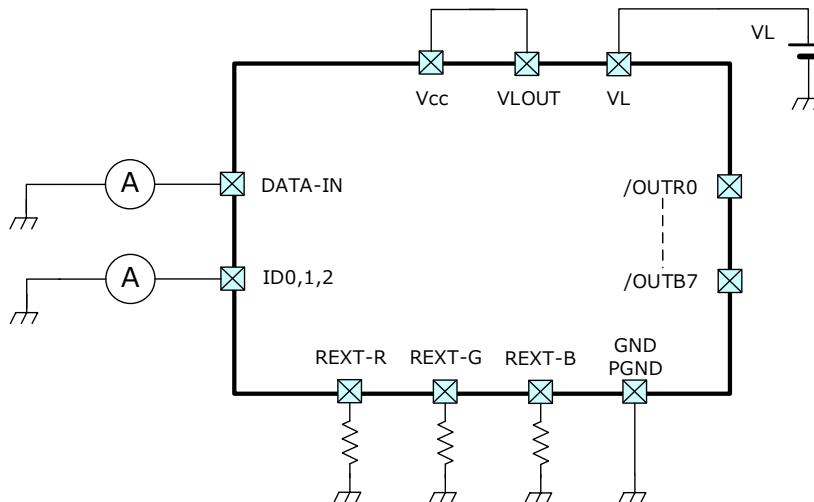 VL
Vcc VLOUT VL
A DATA-IN /OUTR0
A ID0,1,2 /OUTB7
REXT-R REXT-G REXT-B GND
PGND